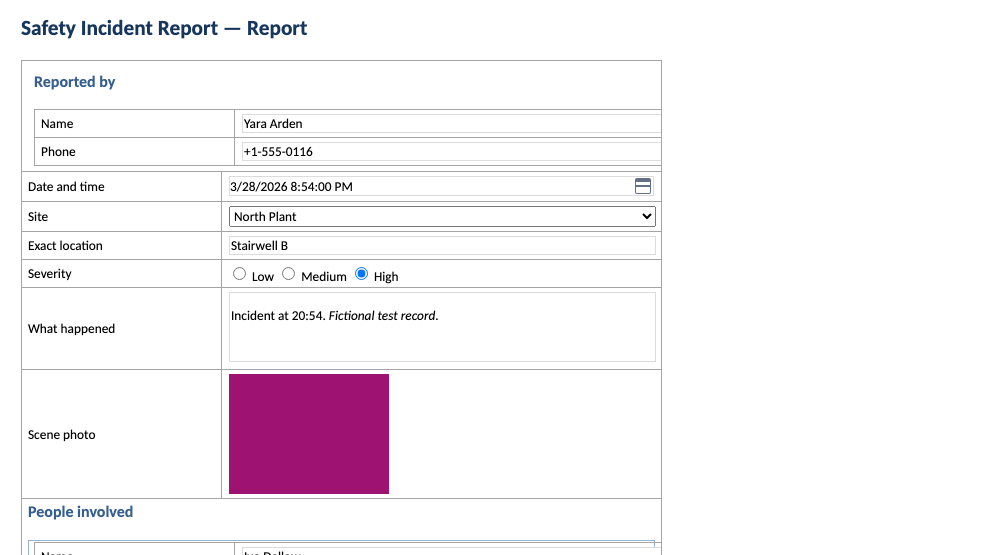 Safety Incident Report — Report
Reported by
Name Yara Arden
Phone +1-555-0116
Date and time 3/28/2026 8:54:00 PM
Site North Plant
Exact location Stairwell B
Severity Low Medium High
What happened Incident at 20:54. Fictional test record.
Scene photo
People involved
Name